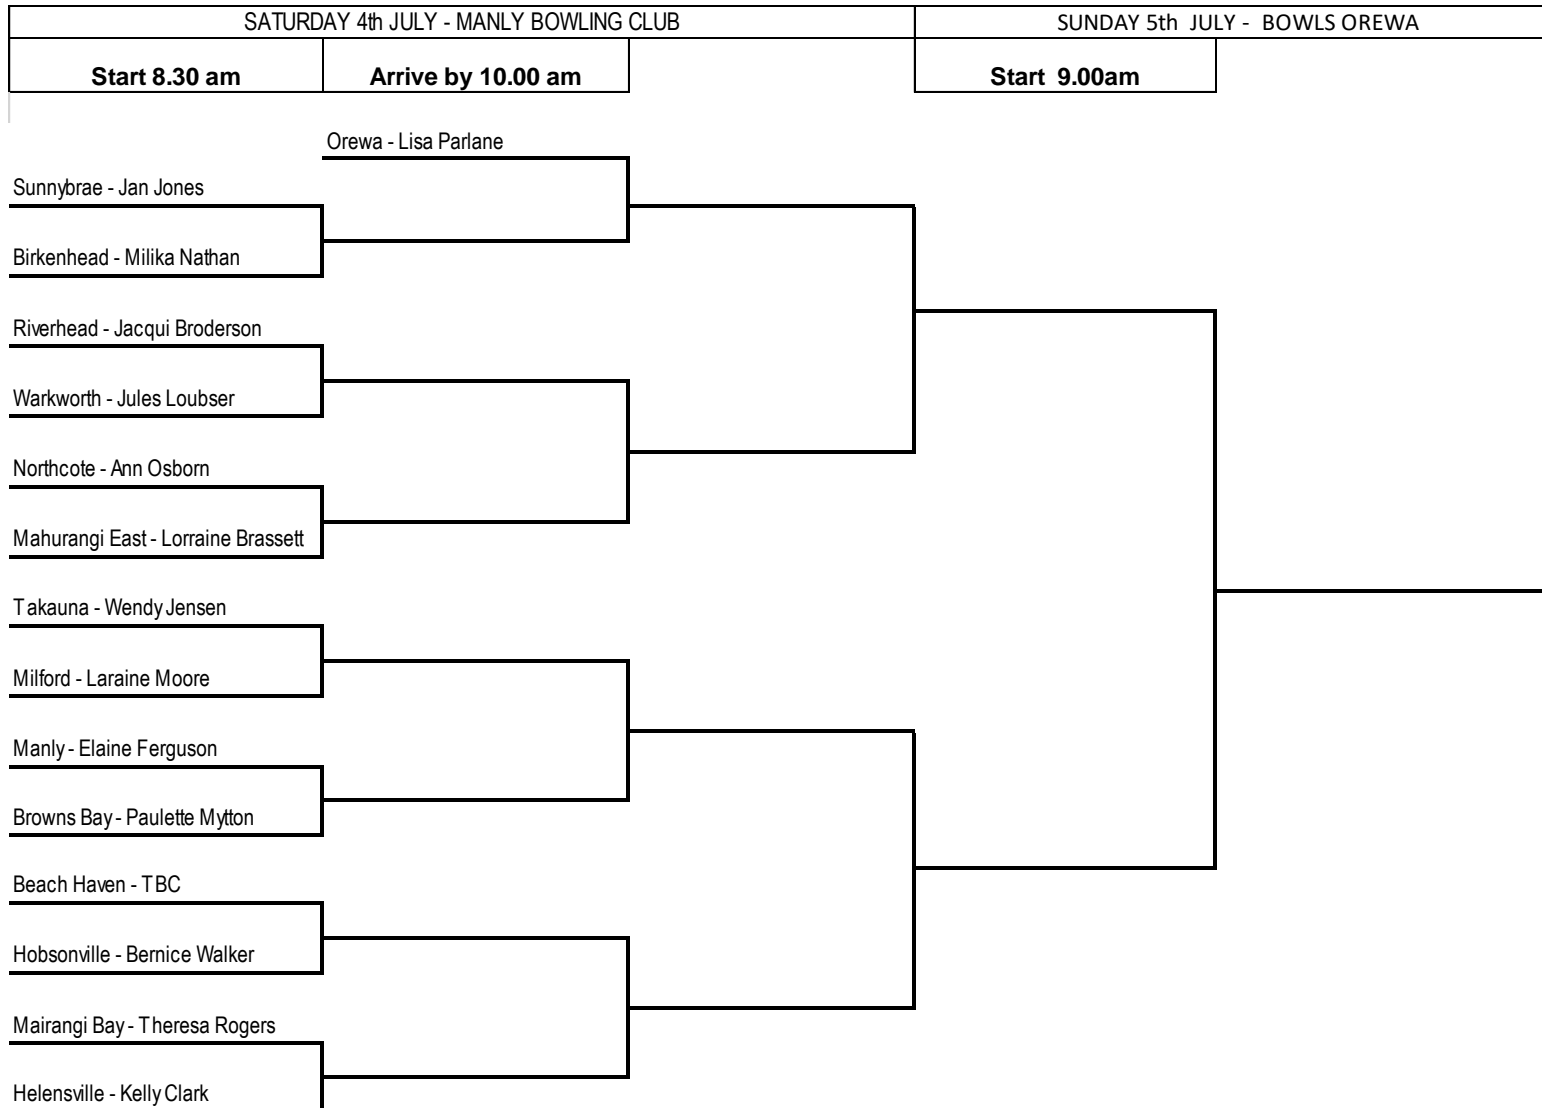 SATURDAY 4th JULY - MANLY BOWLING CLUB
SUNDAY 5th JULY - BOWLS OREWA
Start 8.30 am
Arrive by 10.00 am
Start 9.00am
Orewa - Lisa Parlane
Sunnybrae - Jan Jones
Birkenhead - Milika Nathan
Riverhead - Jacqui Broderson
Warkworth - Jules Loubser
Northcote - Ann Osborn
Mahurangi East - Lorraine Brassett
Takauna - Wendy Jensen
Milford - Laraine Moore
Manly - Elaine Ferguson
Browns Bay - Paulette Mytton
Beach Haven - TBC
Hobsonville - Bernice Walker
Mairangi Bay - Theresa Rogers
Helensville - Kelly Clark